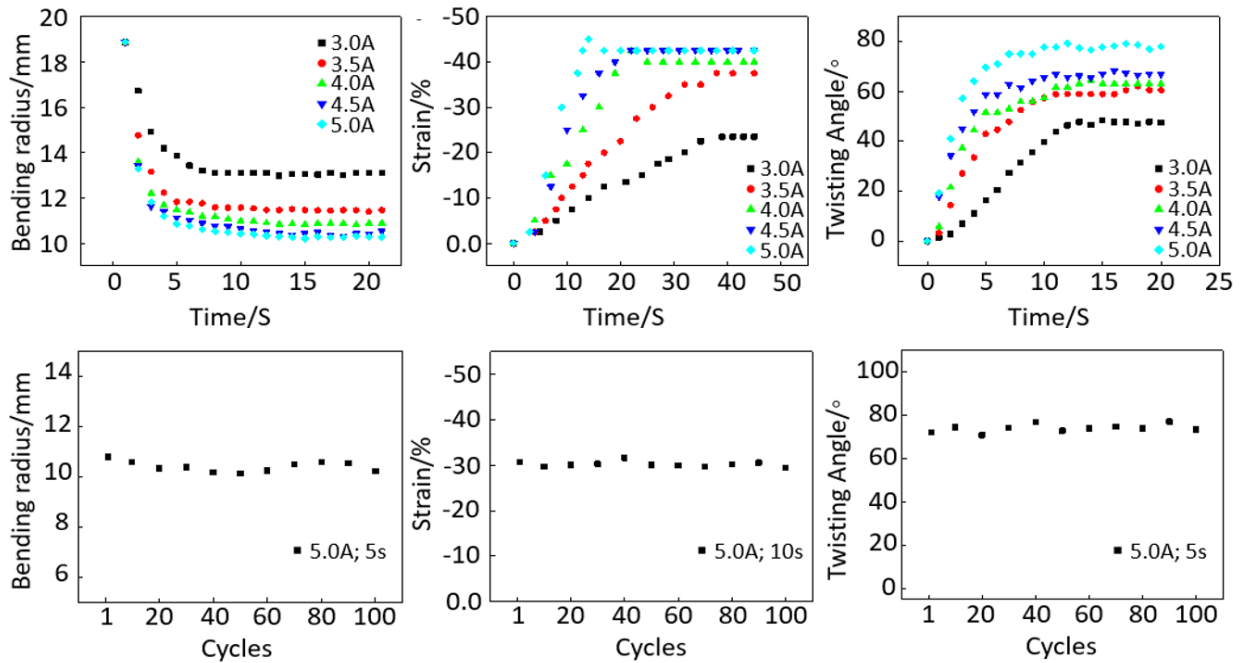 Bending radius/mm
20
18
16
14
12
10
3.0A
3.5A
4.0A
4.5A
5.0A
0 5 10 15 20
Time/S
Strain/%
-50
-40
-30
-20
-10
0.0
3.0A
3.5A
4.0A
4.5A
5.0A
0 10 20 30 40 50
Time/S
Twisting Angle/°
80
60
40
20
0
3.0A
3.5A
4.0A
4.5A
5.0A
0 5 10 15 20 25
Time/S
Bending radius/mm
14
12
10
8
6
5.0A; 5s
1 20 40 60 80 100
Cycles
Strain/%
-50
-40
-30
-30
-20
-10
0.0
5.0A; 10s
1 20 40 60 80 100
Cycles
Twisting Angle/°
100
80
60
40
20
0
5.0A; 5s
1 20 40 60 80 100
Cycles